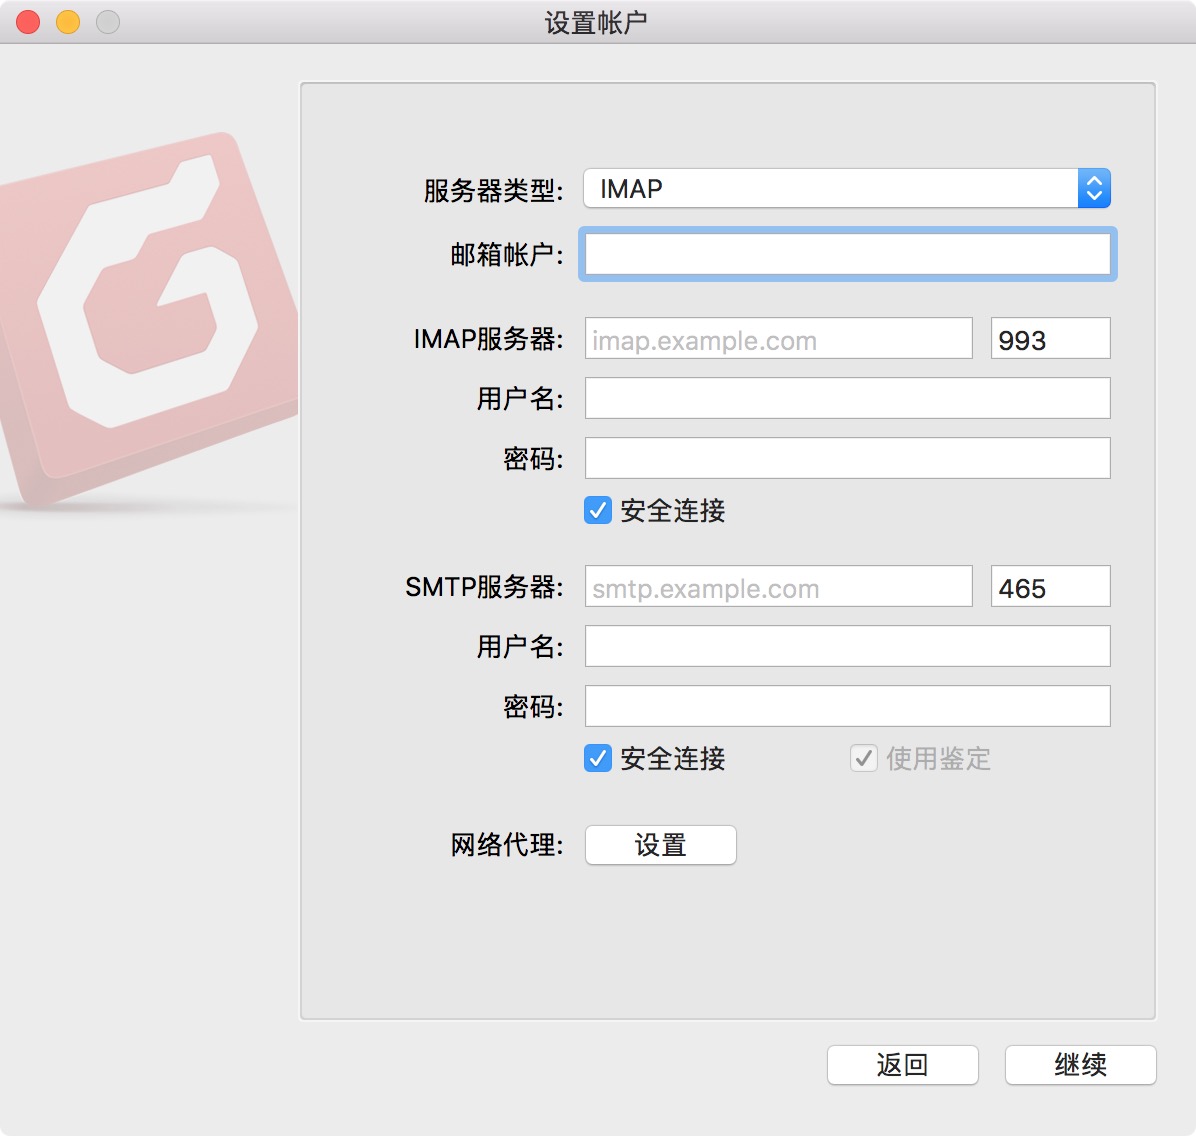 设置帐户
服务器类型: IMAP
邮箱帐户:
IMAP服务器: imap.example.com 993
用户名:
密码:
安全连接
SMTP服务器: smtp.example.com 465
用户名:
密码:
安全连接 使用鉴定
网络代理: 设置
返回 继续